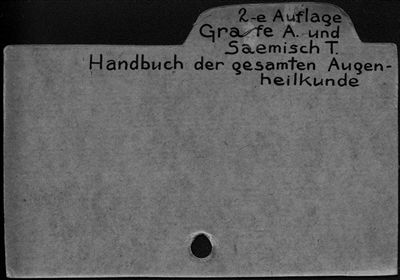 2-e Auflage
Graefe A. und
Saemisch T.
Handbuch der gesamten Augen-
heilkunde